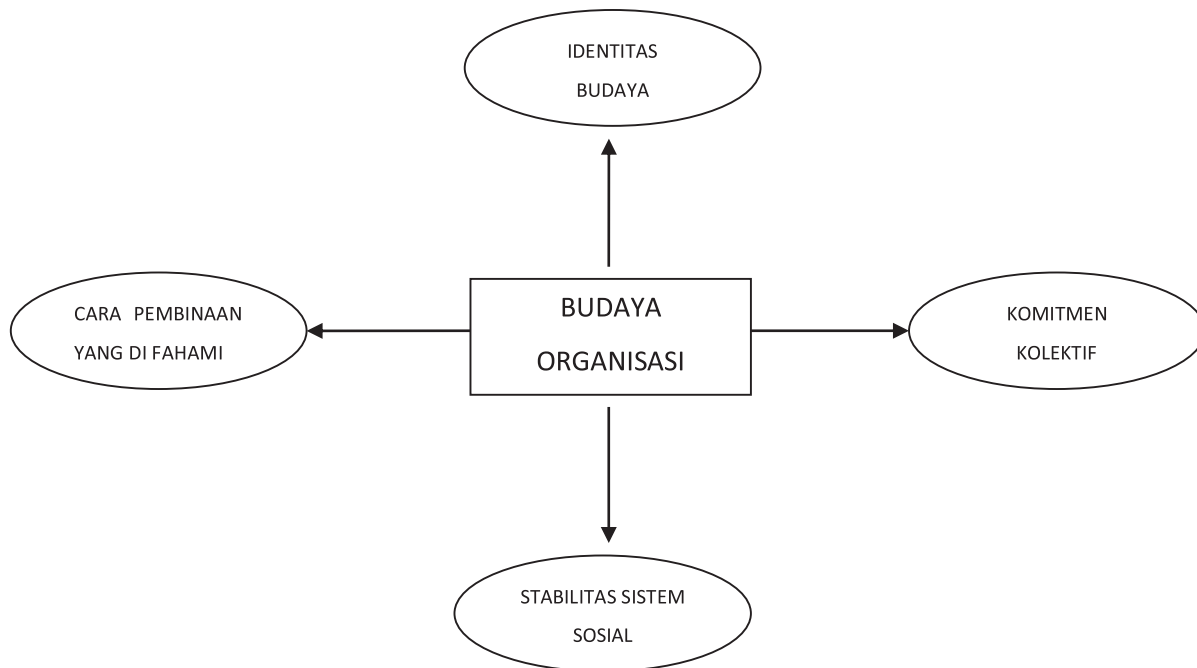 IDENTITAS
BUDAYA
CARA PEMBINAAN
YANG DI FAHAMI
BUDAYA
ORGANISASI
KOMITMEN
KOLEKTIF
STABILITAS SISTEM
SOSIAL